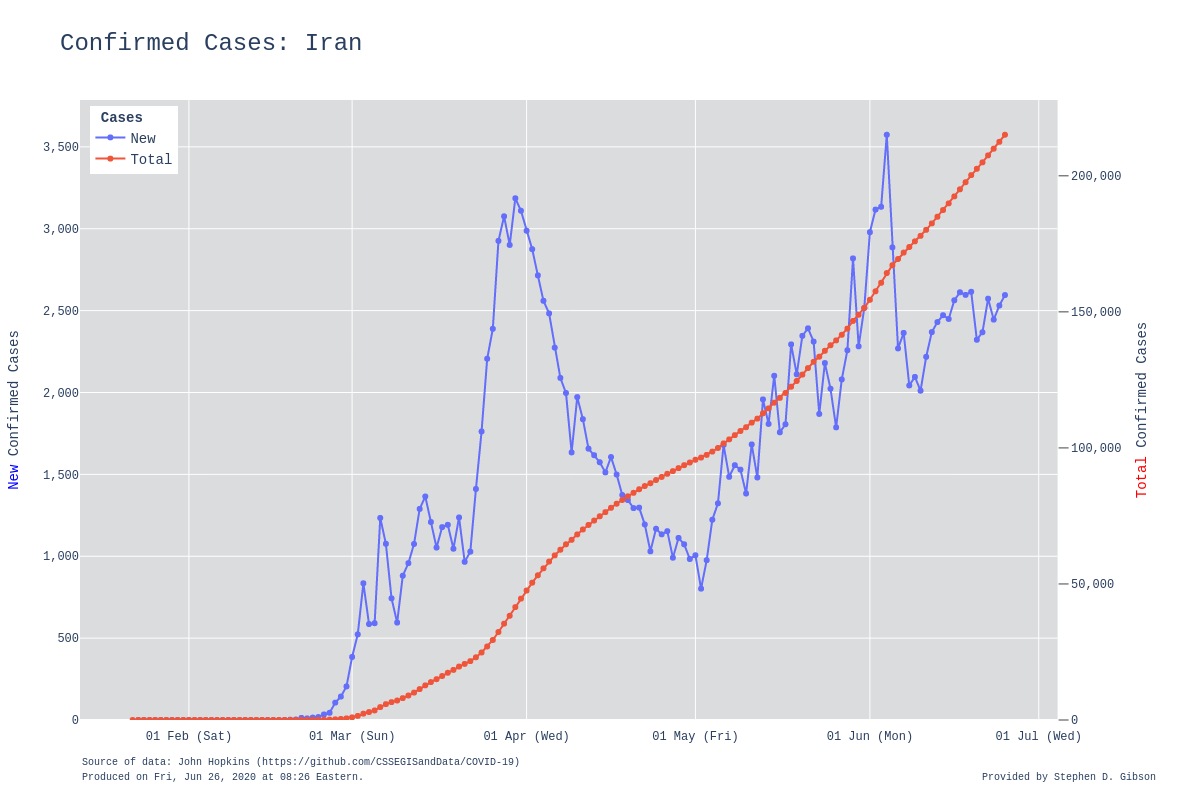 Confirmed Cases: Iran
Cases
New
Total
3,500
3,000
2,500
2,000
1,500
1,000
500
0
200,000
150,000
100,000
50,000
0
New Confirmed Cases
Total Confirmed Cases
01 Feb (Sat)
01 Mar (Sun)
01 Apr (Wed)
01 May (Fri)
01 Jun (Mon)
01 Jul (Wed)
Source of data: John Hopkins (https://github.com/CSSEGISandData/COVID-19)
Produced on Fri, Jun 26, 2020 at 08:26 Eastern.
Provided by Stephen D. Gibson